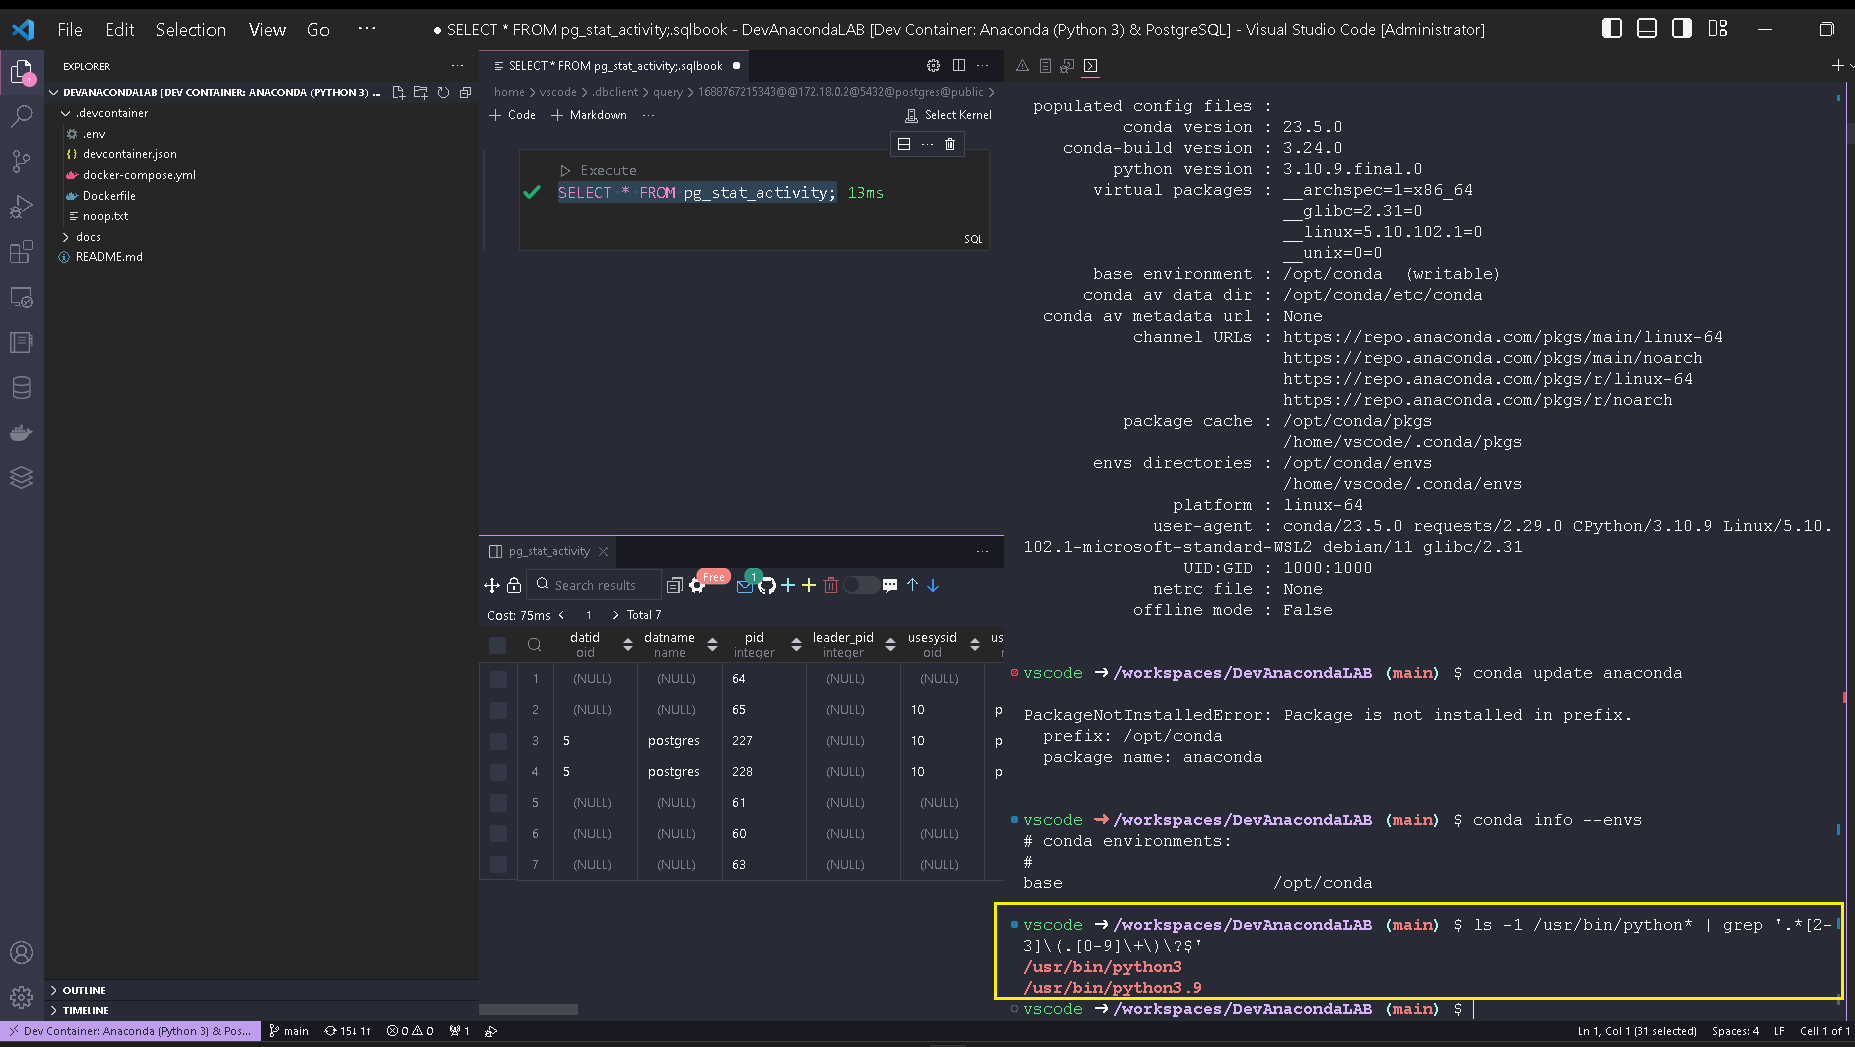 File Edit Selection View Go ···
● SELECT * FROM pg_stat_activity;.sqlbook - DevAnacondaLAB [Dev Container: Anaconda (Python 3) & PostgreSQL] - Visual Studio Code [Administrator]
1
EXPLORER
DEVANACONDALAB [DEV CONTAINER: ANACONDA (PYTHON 3) ...
.devcontainer
.env
devcontainer.json
docker-compose.yml
Dockerfile
noop.txt
docs
README.md
OUTLINE
TIMELINE
SELECT * FROM pg_stat_activity;.sqlbook ●
home > vscode > .dbclient > query > 1688767215343@@172.18.0.2@5432@postgres@public >
+ Code + Markdown ···
Select Kernel
Execute
SELECT * FROM pg_stat_activity; 13ms
SQL
pg_stat_activity
Search results
Free
1
Cost: 75ms < 1 > Total 7
datid datname pid leader_pid usesysid us
oid name integer integer oid
1 (NULL) (NULL) 64 (NULL) (NULL)
2 (NULL) (NULL) 65 (NULL) 10 p
3 5 postgres 227 (NULL) 10 p
4 5 postgres 228 (NULL) 10 p
5 (NULL) (NULL) 61 (NULL) (NULL)
6 (NULL) (NULL) 60 (NULL) (NULL)
7 (NULL) (NULL) 63 (NULL) (NULL)
populated config files :
conda version : 23.5.0
conda-build version : 3.24.0
python version : 3.10.9.final.0
virtual packages : __archspec=1=x86_64
__glibc=2.31=0
__linux=5.10.102.1=0
__unix=0=0
base environment : /opt/conda  (writable)
conda av data dir : /opt/conda/etc/conda
conda av metadata url : None
channel URLs : https://repo.anaconda.com/pkgs/main/linux-64
https://repo.anaconda.com/pkgs/main/noarch
https://repo.anaconda.com/pkgs/r/linux-64
https://repo.anaconda.com/pkgs/r/noarch
package cache : /opt/conda/pkgs
/home/vscode/.conda/pkgs
envs directories : /opt/conda/envs
/home/vscode/.conda/envs
platform : linux-64
user-agent : conda/23.5.0 requests/2.29.0 CPython/3.10.9 Linux/5.10.
102.1-microsoft-standard-WSL2 debian/11 glibc/2.31
UID:GID : 1000:1000
netrc file : None
offline mode : False
vscode ➜ /workspaces/DevAnacondaLAB (main) $ conda update anaconda
PackageNotInstalledError: Package is not installed in prefix.
prefix: /opt/conda
package name: anaconda
vscode ➜ /workspaces/DevAnacondaLAB (main) $ conda info --envs
# conda environments:
#
base /opt/conda
vscode ➜ /workspaces/DevAnacondaLAB (main) $ ls -1 /usr/bin/python* | grep '.*[2-
3]\(.[0-9]\+\)\?$'
/usr/bin/python3
/usr/bin/python3.9
vscode ➜ /workspaces/DevAnacondaLAB (main) $
Dev Container: Anaconda (Python 3) & Pos... main 15↓ 1↑ 0 0 1
Ln 1, Col 1 (31 selected) Spaces: 4 LF Cell 1 of 1